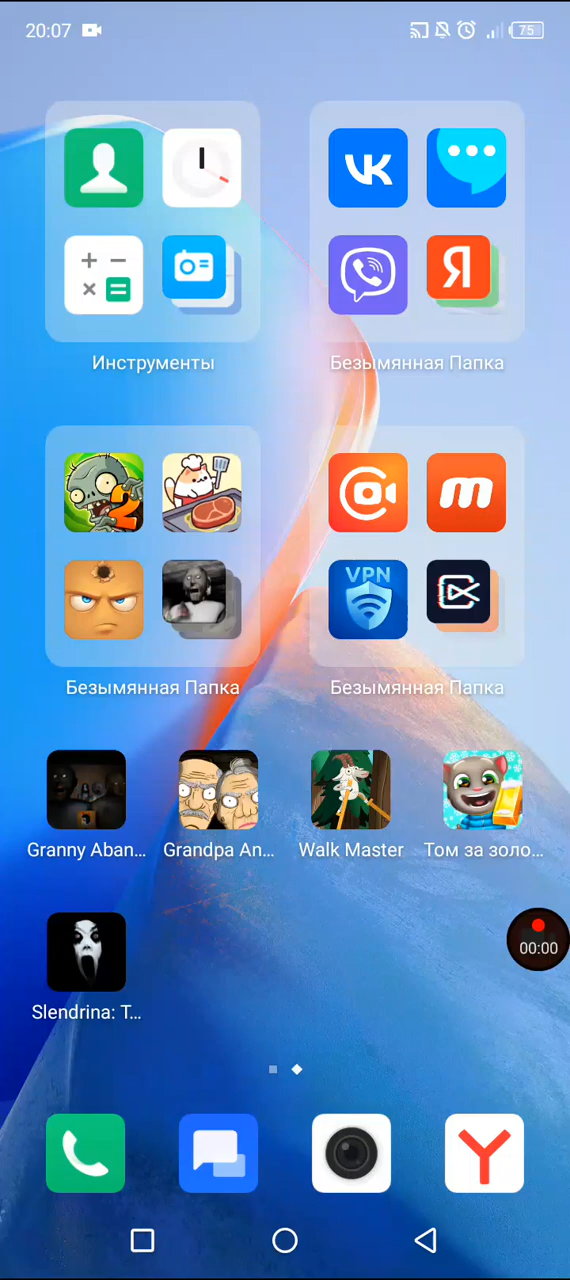 20:07
75
Инструменты
Безымянная Папка
Безымянная Папка
VPN
Безымянная Папка
Granny Aban...
Grandpa An...
Walk Master
Том за золо...
00:00
Slendrina: T...